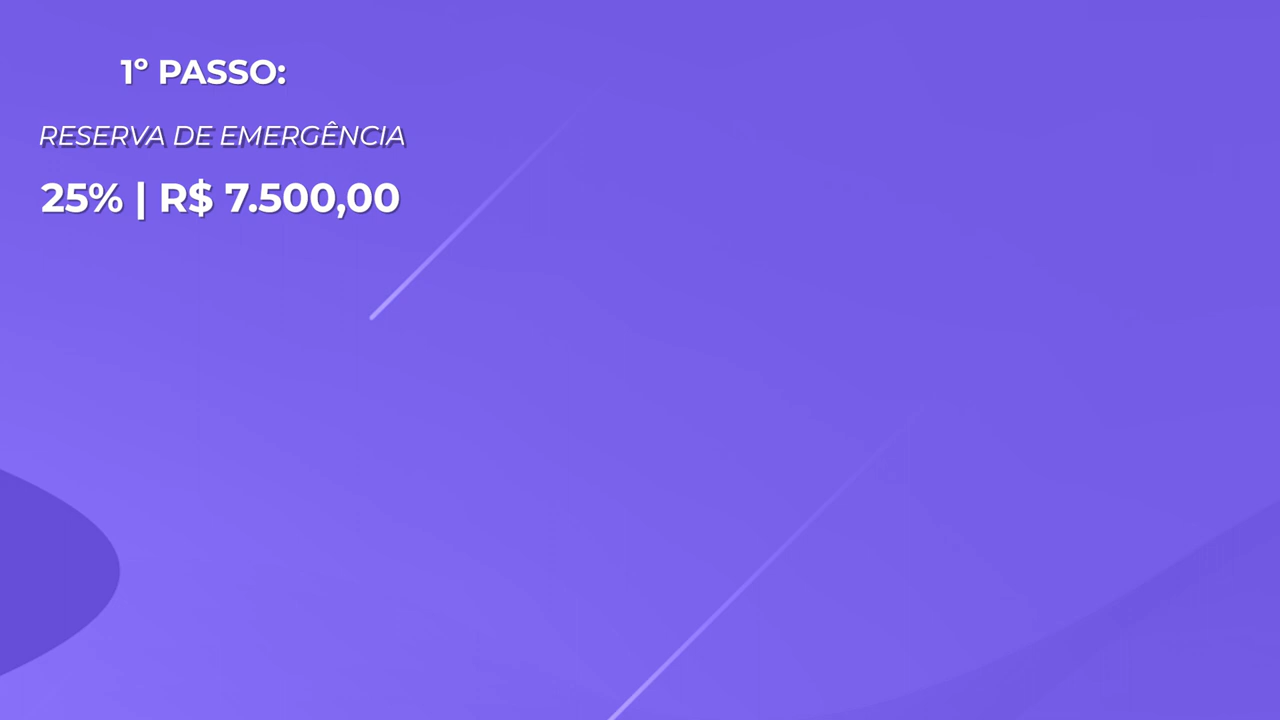 1º PASSO:
RESERVA DE EMERGÊNCIA
25% | R$ 7.500,00